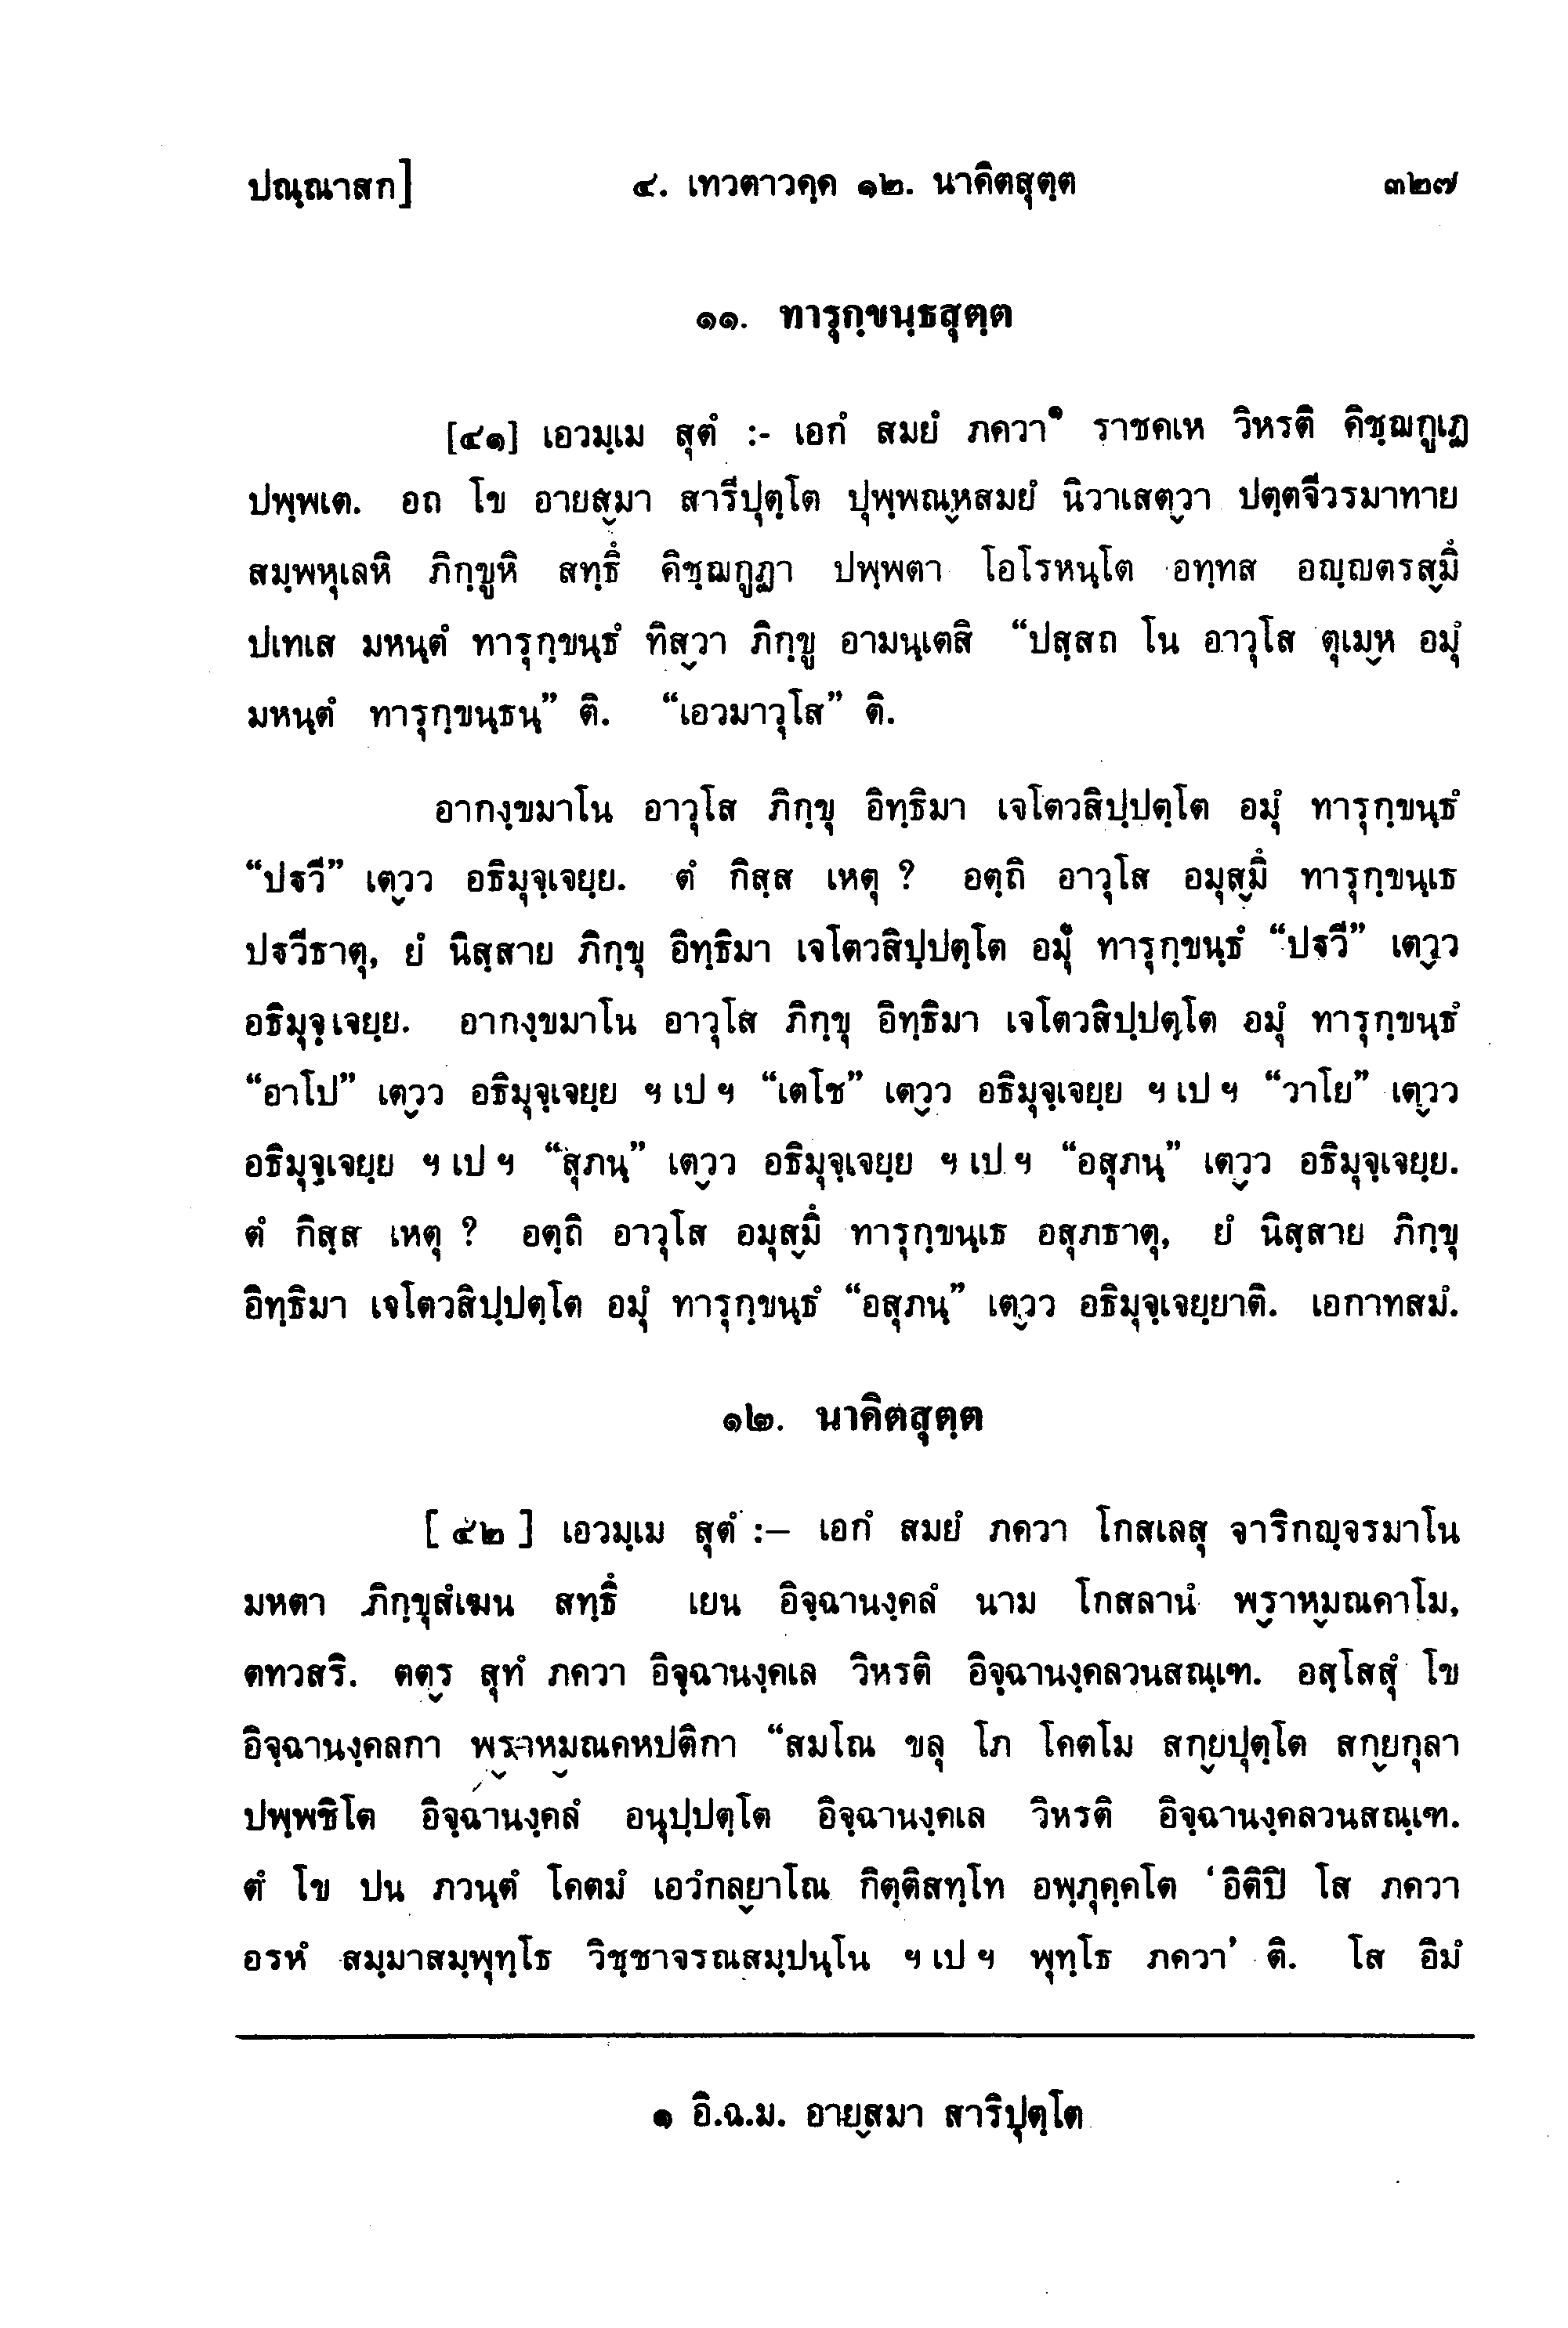 ปณฺณาสก]	๔. เทวตาวคฺค ๑๒. นาคิตสุตฺต	๓๒๗
๑๑. ทารุกฺขนฺธสุตฺต
[๔๑] เอวมฺเม สุตํ :- เอกํ สมยํ ภควา๑ ราชคเห วิหรติ คิชฺฌกูเฏ
ปพฺพเต. อถ โข อายสฺมา สารีปุตฺโต ปุพฺพณฺหสมยํ นิวาเสตฺวา ปตฺตจีวรมาทาย
สมฺพหุเลหิ ภิกฺขูหิ สทฺธึ คิชฺฌกูฏา ปพฺพตา โอโรหนฺโต อทฺทส อญฺญตรสฺมึ
ปเทเส มหนฺตํ ทารุกฺขนฺธํ ทิสฺวา ภิกฺขู อามนฺเตสิ “ปสฺสถ โน อาวุโส ตุเมฺห อมุํ
มหนฺตํ ทารุกฺขนฺธนฺ” ติ. “เอวมาวุโส” ติ.
อากงฺขมาโน อาวุโส ภิกฺขุ อิทฺธิมา เจโตวสิปฺปตฺโต อมุํ ทารุกฺขนฺธํ
“ปฐวี” เตฺวว อธิมุจฺเจยฺย. ตํ กิสฺส เหตุ ? อตฺถิ อาวุโส อมุสฺมึ ทารุกฺขนฺเธ
ปฐวีธาตุ, ยํ นิสฺสาย ภิกฺขุ อิทฺธิมา เจโตวสิปฺปตฺโต อมุํ ทารุกฺขนฺธํ “ปฐวี” เตฺวว
อธิมุจฺเจยฺย. อากงฺขมาโน อาวุโส ภิกฺขุ อิทฺธิมา เจโตวสิปฺปตฺโต อมุํ ทารุกฺขนฺธํ
“อาโป” เตฺวว อธิมุจฺเจยฺย ฯ เป ฯ “เตโช” เตฺวว อธิมุจฺเจยฺย ฯ เป ฯ “วาโย” เตฺวว
อธิมุจฺเจยฺย ฯ เป ฯ “สุภนฺ” เตฺวว อธิมุจฺเจยฺย ฯ เป ฯ “อสุภนฺ” เตฺวว อธิมุจฺเจยฺย.
ตํ กิสฺส เหตุ ? อตฺถิ อาวุโส อมุสฺมึ ทารุกฺขนฺเธ อสุภธาตุ, ยํ นิสฺสาย ภิกฺขุ
อิทฺธิมา เจโตวสิปฺปตฺโต อมุํ ทารุกฺขนฺธํ “อสุภนฺ” เตฺวว อธิมุจฺเจยฺยาติ. เอกาทสมํ.
๑๒. นาคิตสุตฺต
[ ๔๒ ] เอวมฺเม สุตํ :— เอกํ สมยํ ภควา โกสเลสุ จาริกญฺจรมาโน
มหตา ภิกฺขุสํเฆน สทฺธึ เยน อิจฺฉานงฺคลํ นาม โกสลานํ พฺราหฺมณคาโม,
ตทวสริ. ตตฺร สุทํ ภควา อิจฺฉานงฺคเล วิหรติ อิจฺฉานงฺคลวนสณฺเฑ. อสฺโสสุํ โข
อิจฺฉานงฺคลกา พฺราหฺมณคหปติกา “สมโณ ขลุ โภ โคตโม สกฺยปุตฺโต สกฺยกุลา
ปพฺพชิโต อิจฺฉานงฺคลํ อนุปฺปตฺโต อิจฺฉานงฺคเล วิหรติ อิจฺฉานงฺคลวนสณฺเฑ.
ตํ โข ปน ภวนฺตํ โคตมํ เอวํกลฺยาโณ กิตฺติสทฺโท อพฺภุคฺคโต ‘อิติปิ โส ภควา
อรหํ สมฺมาสมฺพุทฺโธ วิชฺชาจรณสมฺปนฺโน ฯ เป ฯ พุทฺโธ ภควา’ ติ. โส อิมํ
๑ อิ.ฉ.ม. อายสฺมา สาริปุตฺโต